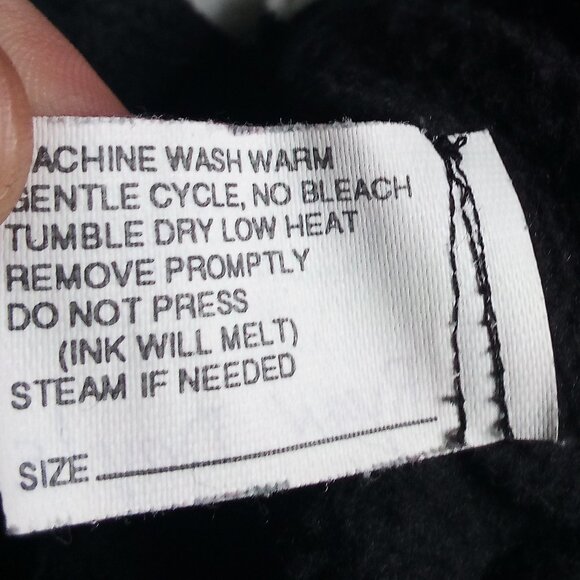 MACHINE WASH WARM
GENTLE CYCLE, NO BLEACH
TUMBLE DRY LOW HEAT
REMOVE PROMPTLY
DO NOT PRESS
(INK WILL MELT)
STEAM IF NEEDED
SIZE